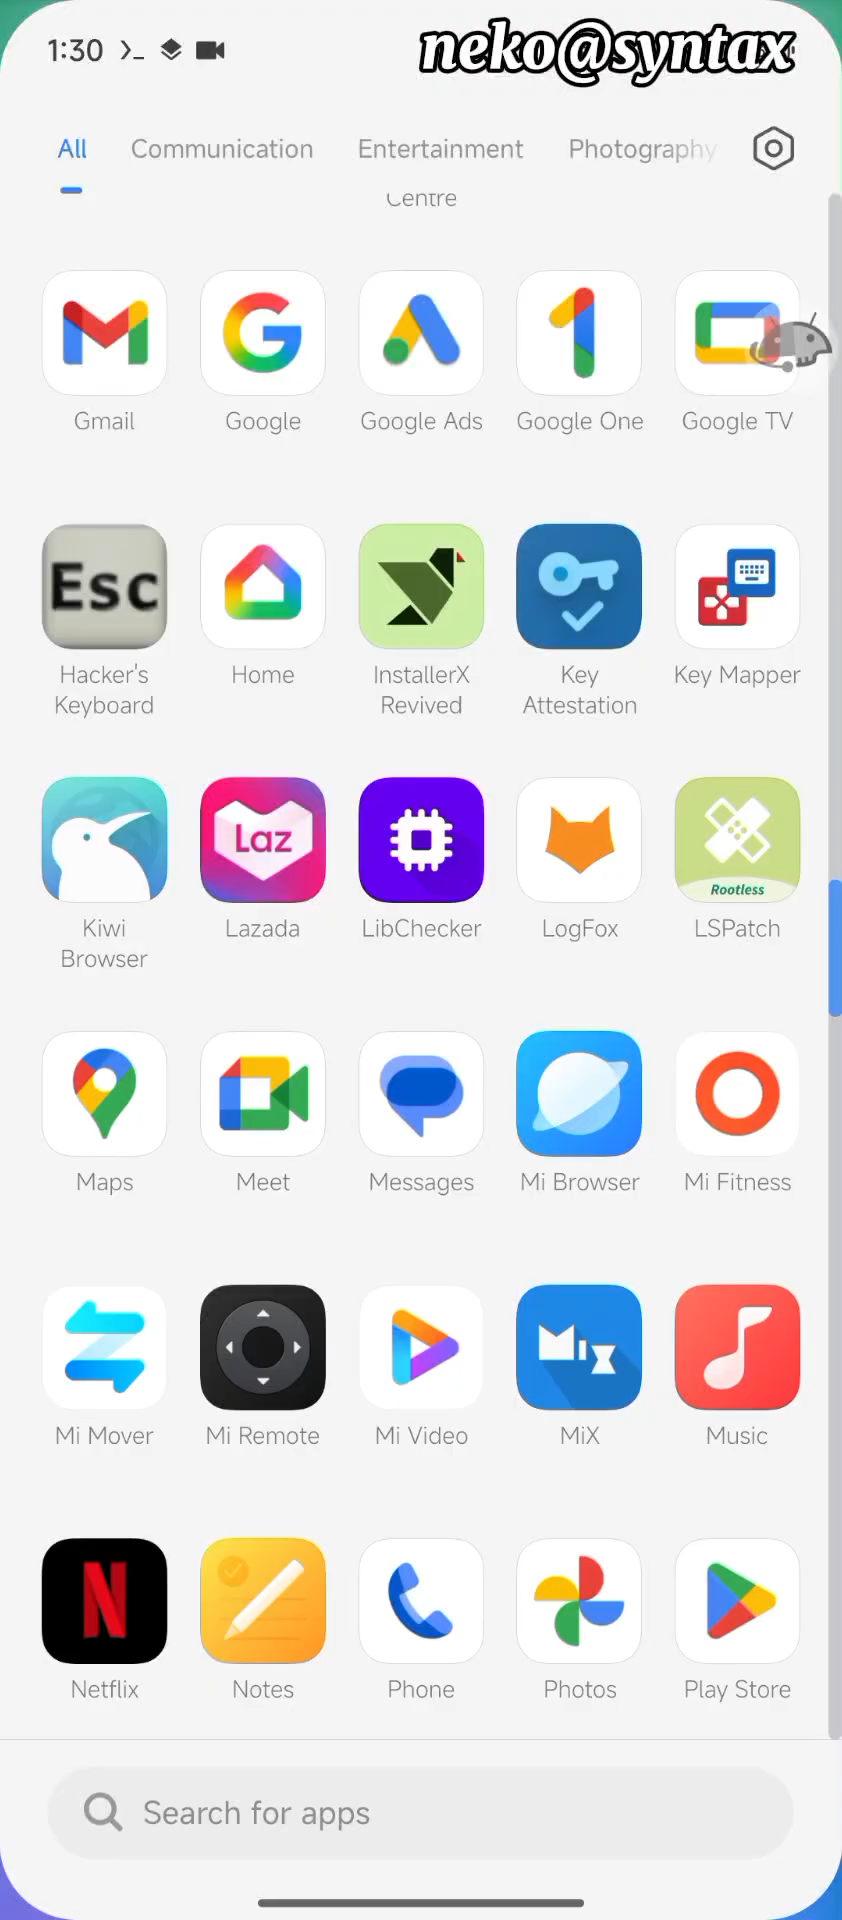 1:30
neko@syntax
All Communication Entertainment Photography
Centre
Gmail Google Google Ads Google One Google TV
Esc
Hacker's Keyboard Home InstallerX Revived Key Attestation Key Mapper
Laz
Rootless
Kiwi Browser Lazada LibChecker LogFox LSPatch
Maps Meet Messages Mi Browser Mi Fitness
MiX
Mi Mover Mi Remote Mi Video MiX Music
N
Netflix Notes Phone Photos Play Store
Search for apps